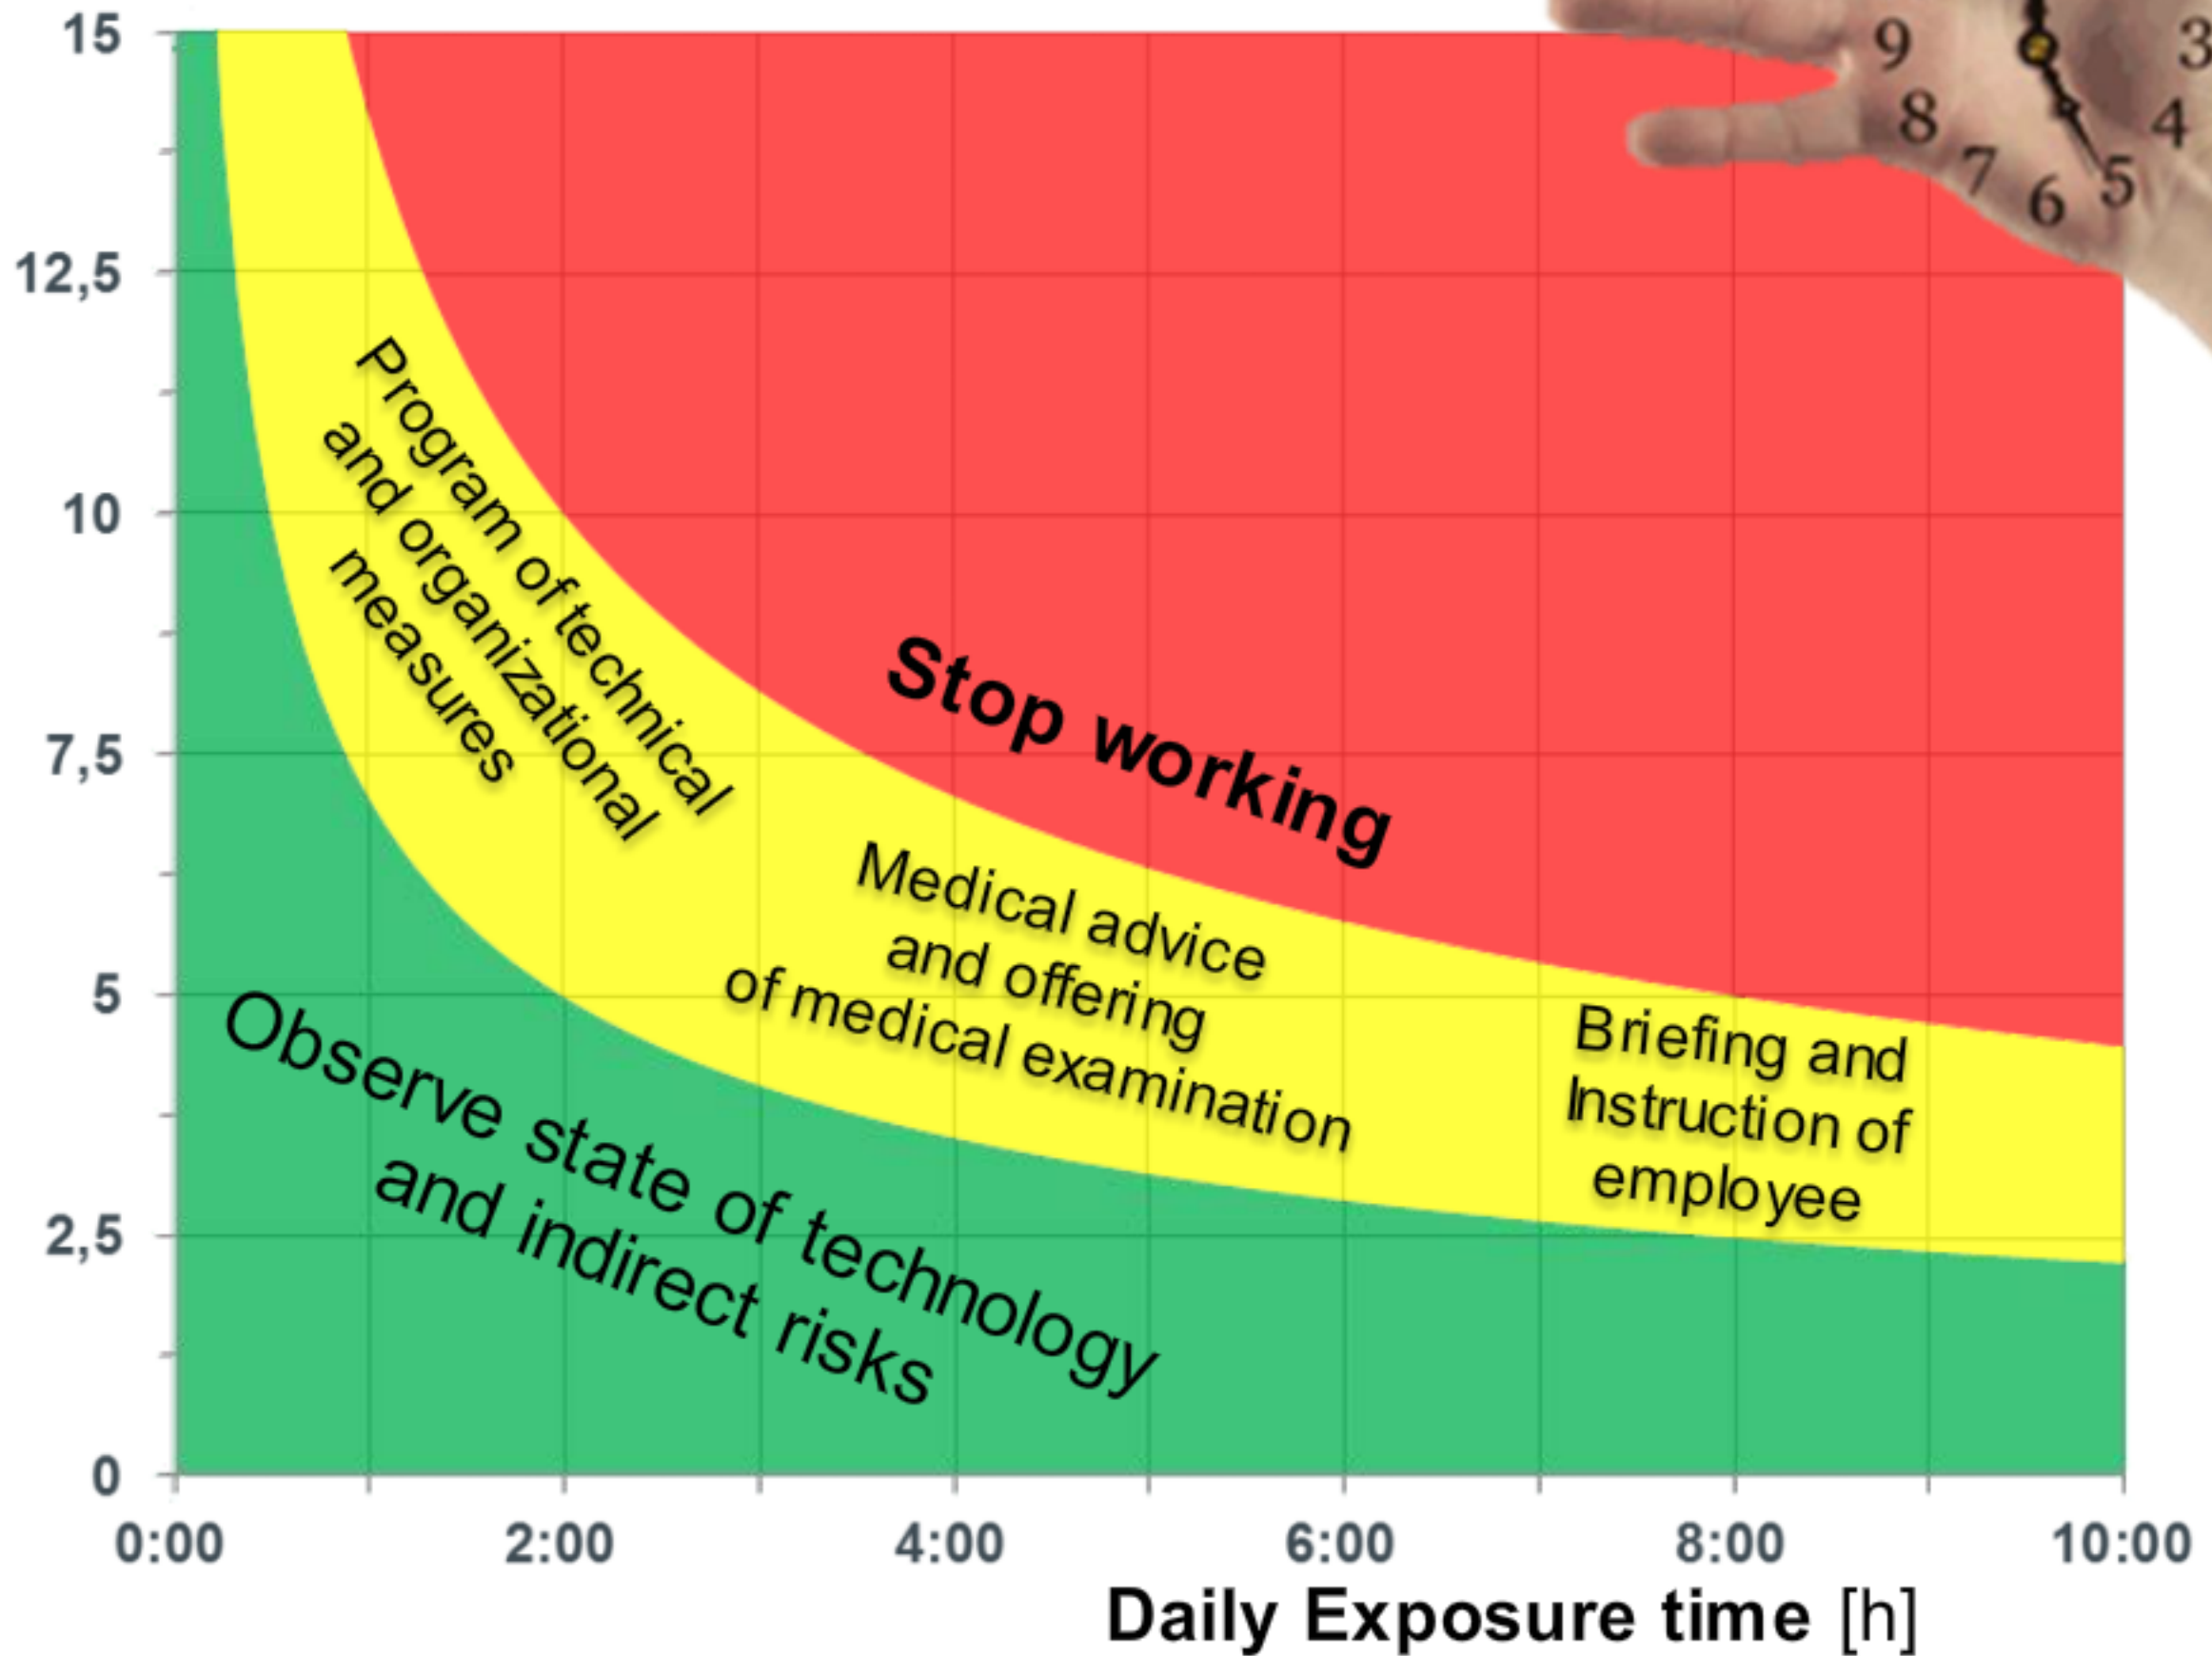 15
12,5
10
7,5
5
2,5
0
0:00
2:00
4:00
6:00
8:00
10:00
Daily Exposure time [h]
Program of technical
and organizational
measures
Stop working
Medical advice
and offering
of medical examination
Briefing and
Instruction of
employee
Observe state of technology
and indirect risks
9
3
8
4
7
5
6